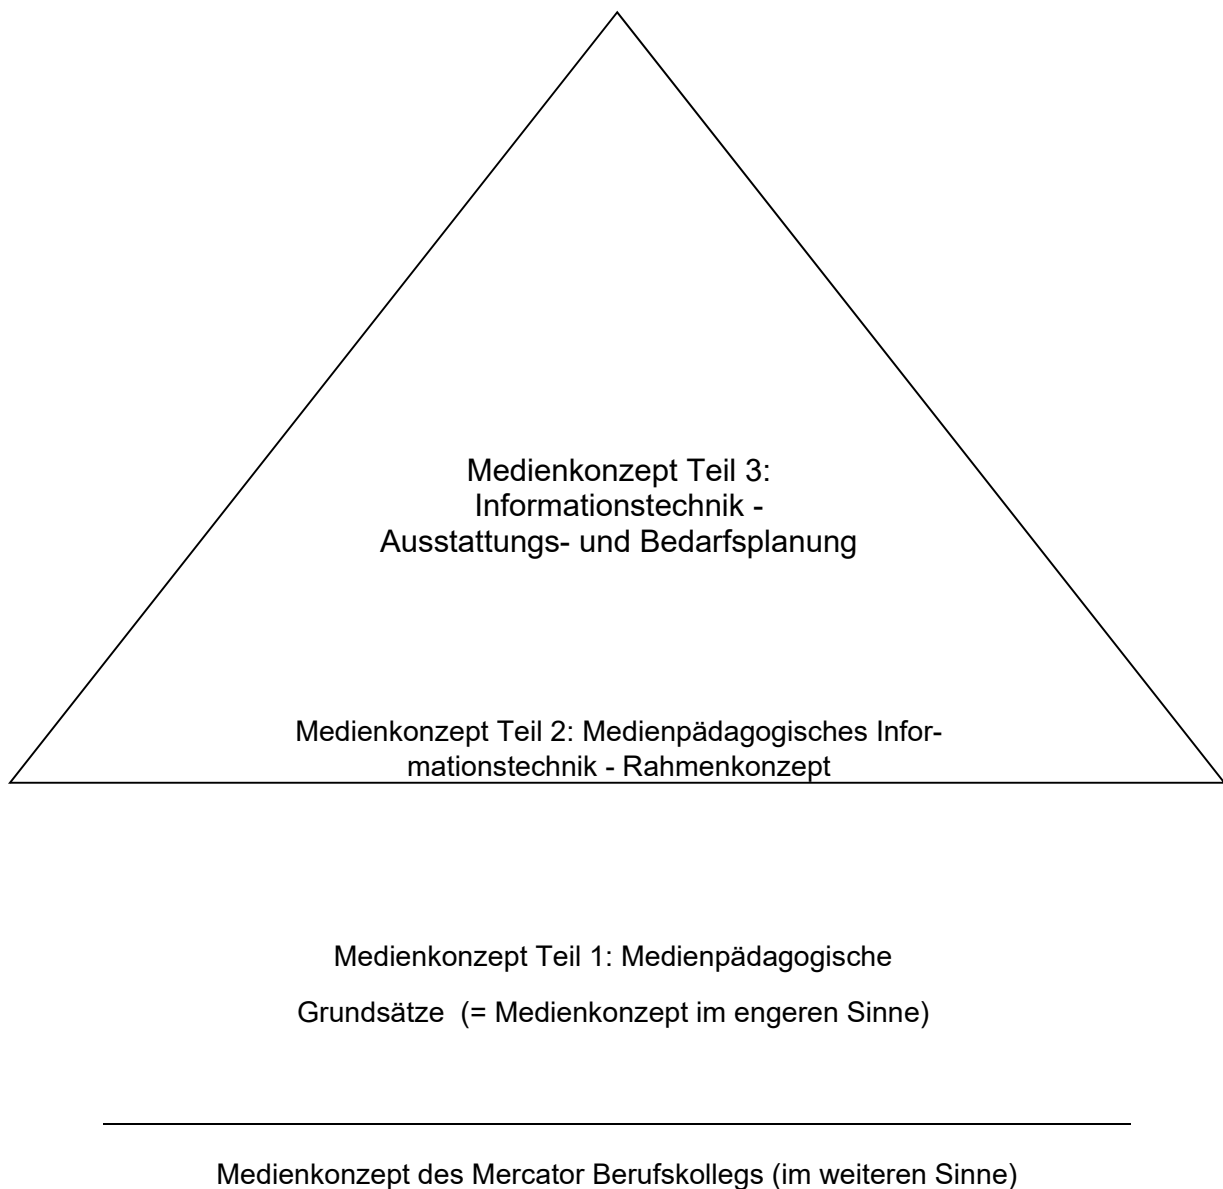 Medienkonzept Teil 3:
Informationstechnik -
Ausstattungs- und Bedarfsplanung
Medienkonzept Teil 2: Medienpädagogisches Infor-
mationstechnik - Rahmenkonzept
Medienkonzept Teil 1: Medienpädagogische
Grundsätze (= Medienkonzept im engeren Sinne)
Medienkonzept des Mercator Berufskollegs (im weiteren Sinne)